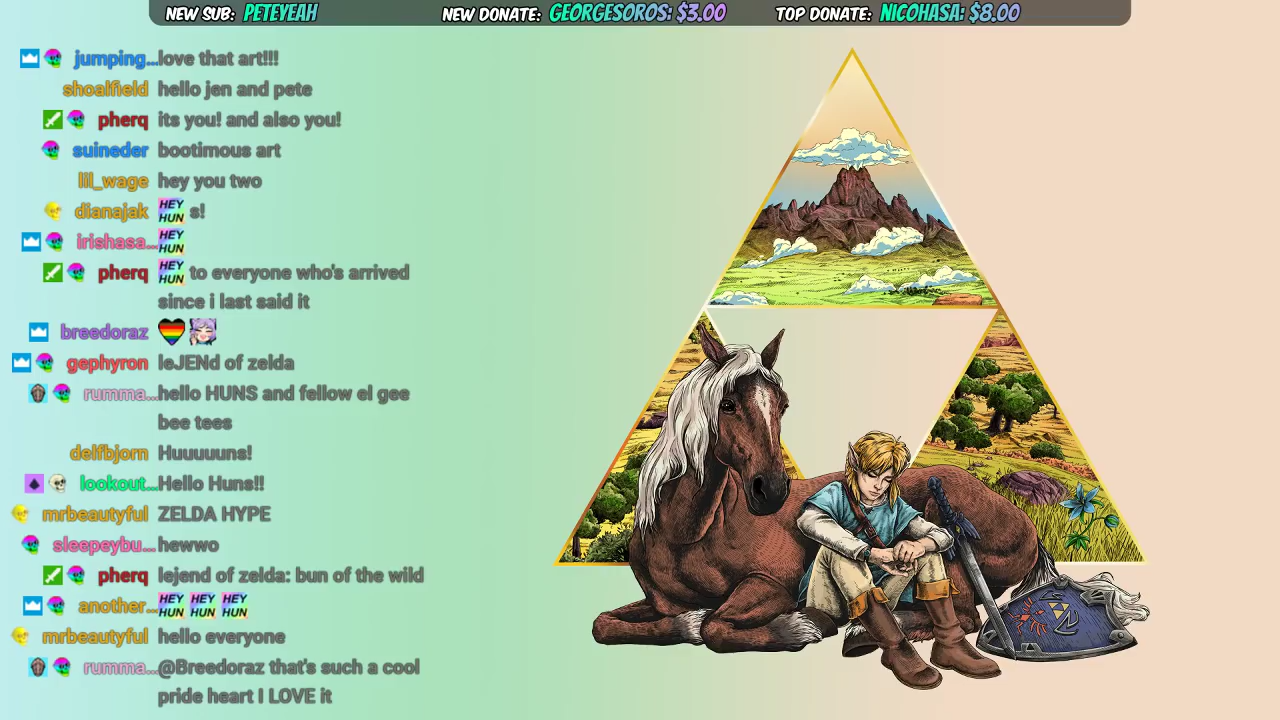 NEW SUB: PETEYEAH NEW DONATE: GEORGESOROS: $3.00 TOP DONATE: NICOHASA: $8.00
jumping...love that art!!!
shoalfield hello jen and pete
pherq its you! and also you!
suineder bootimous art
lil_wage hey you two
dianajak HEY HUN s!
irishasa...HEY HUN
pherq HEY HUN to everyone who's arrived
since i last said it
breedoraz
gephyron leJENd of zelda
rumma...hello HUNS and fellow el gee
bee tees
delfbjorn Huuuuuns!
lookout...Hello Huns!!
mrbeautyful ZELDA HYPE
sleepeybu...hewwo
pherq lejend of zelda: bun of the wild
another...HEY HUN HEY HUN HEY HUN
mrbeautyful hello everyone
rumma...@Breedoraz that's such a cool
pride heart I LOVE it